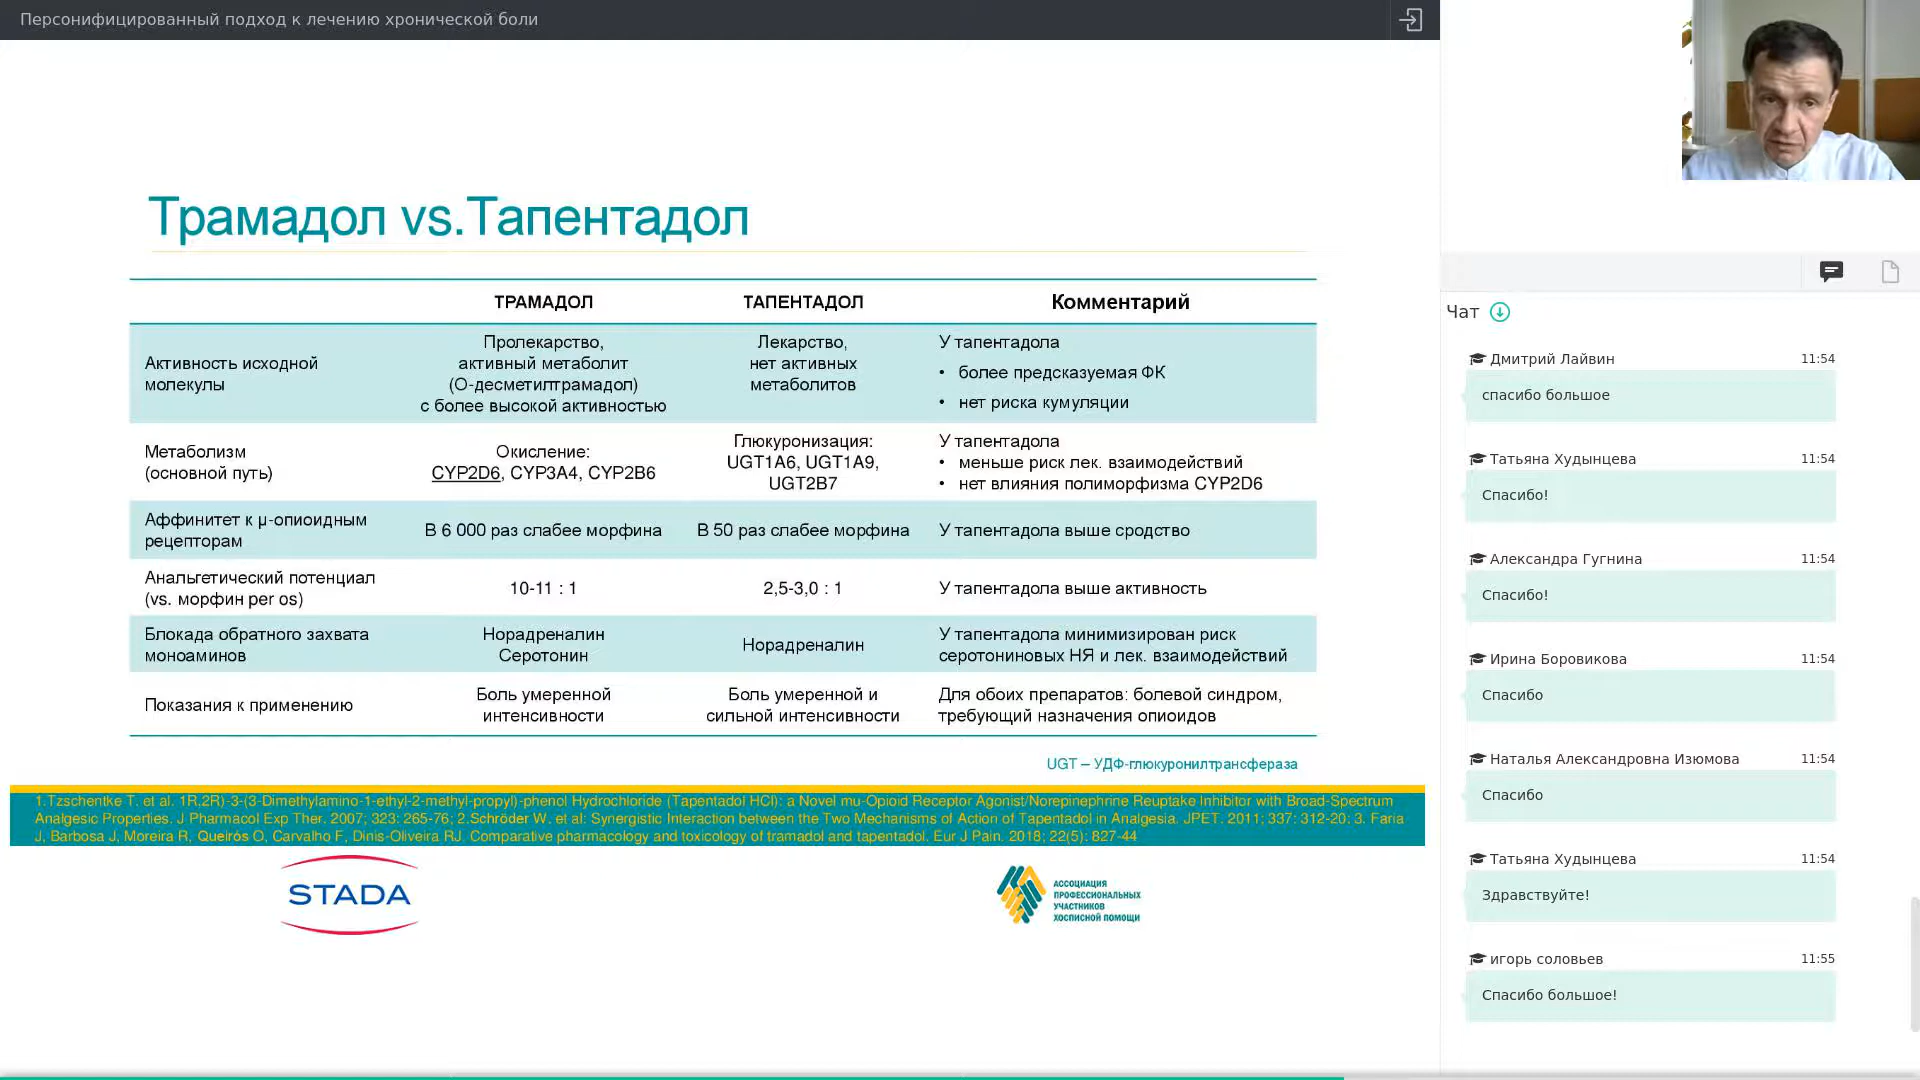 Персонифицированный подход к лечению хронической боли
Трамадол vs.Тапентадол
ТРАМАДОЛ ТАПЕНТАДОЛ Комментарий
Активность исходной молекулы
Пролекарство,
активный метаболит
(О-десметилтрамадол)
с более высокой активностью
Лекарство,
нет активных
метаболитов
У тапентадола
• более предсказуемая ФК
• нет риска кумуляции
Метаболизм
(основной путь)
Окисление:
CYP2D6, CYP3A4, CYP2B6
Глюкуронизация:
UGT1A6, UGT1A9,
UGT2B7
У тапентадола
• меньше риск лек. взаимодействий
• нет влияния полиморфизма CYP2D6
Аффинитет к μ-опиоидным
рецепторам
В 6 000 раз слабее морфина
В 50 раз слабее морфина
У тапентадола выше сродство
Анальгетический потенциал
(vs. морфин per os)
10-11 : 1
2,5-3,0 : 1
У тапентадола выше активность
Блокада обратного захвата
моноаминов
Норадреналин
Серотонин
Норадреналин
У тапентадола минимизирован риск
серотониновых НЯ и лек. взаимодействий
Показания к применению
Боль умеренной
интенсивности
Боль умеренной и
сильной интенсивности
Для обоих препаратов: болевой синдром,
требующий назначения опиоидов
UGT – УДФ-глюкуронилтрансфераза
1.Tzschentke T. et al. 1R,2R)-3-(3-Dimethylamino-1-ethyl-2-methyl-propyl)-phenol Hydrochloride (Tapentadol HCl): a Novel mu-Opioid Receptor Agonist/Norepinephrine Reuptake Inhibitor with Broad-Spectrum
Analgesic Properties. J Pharmacol Exp Ther. 2007; 323: 265-76; 2.Schröder W. et al: Synergistic Interaction between the Two Mechanisms of Action of Tapentadol in Analgesia. JPET. 2011; 337: 312-20; 3. Faria
J, Barbosa J, Moreira R, Queirós O, Carvalho F, Dinis-Oliveira RJ. Comparative pharmacology and toxicology of tramadol and tapentadol. Eur J Pain. 2018; 22(5): 827-44
STADA
АССОЦИАЦИЯ
ПРОФЕССИОНАЛЬНЫХ
УЧАСТНИКОВ
ХОСПИСНОЙ ПОМОЩИ
Чат
Дмитрий Лайвин 11:54
спасибо большое
Татьяна Худынцева 11:54
Спасибо!
Александра Гугнина 11:54
Спасибо!
Ирина Боровикова 11:54
Спасибо
Наталья Александровна Изюмова 11:54
Спасибо
Татьяна Худынцева 11:54
Здравствуйте!
игорь соловьев 11:55
Спасибо большое!